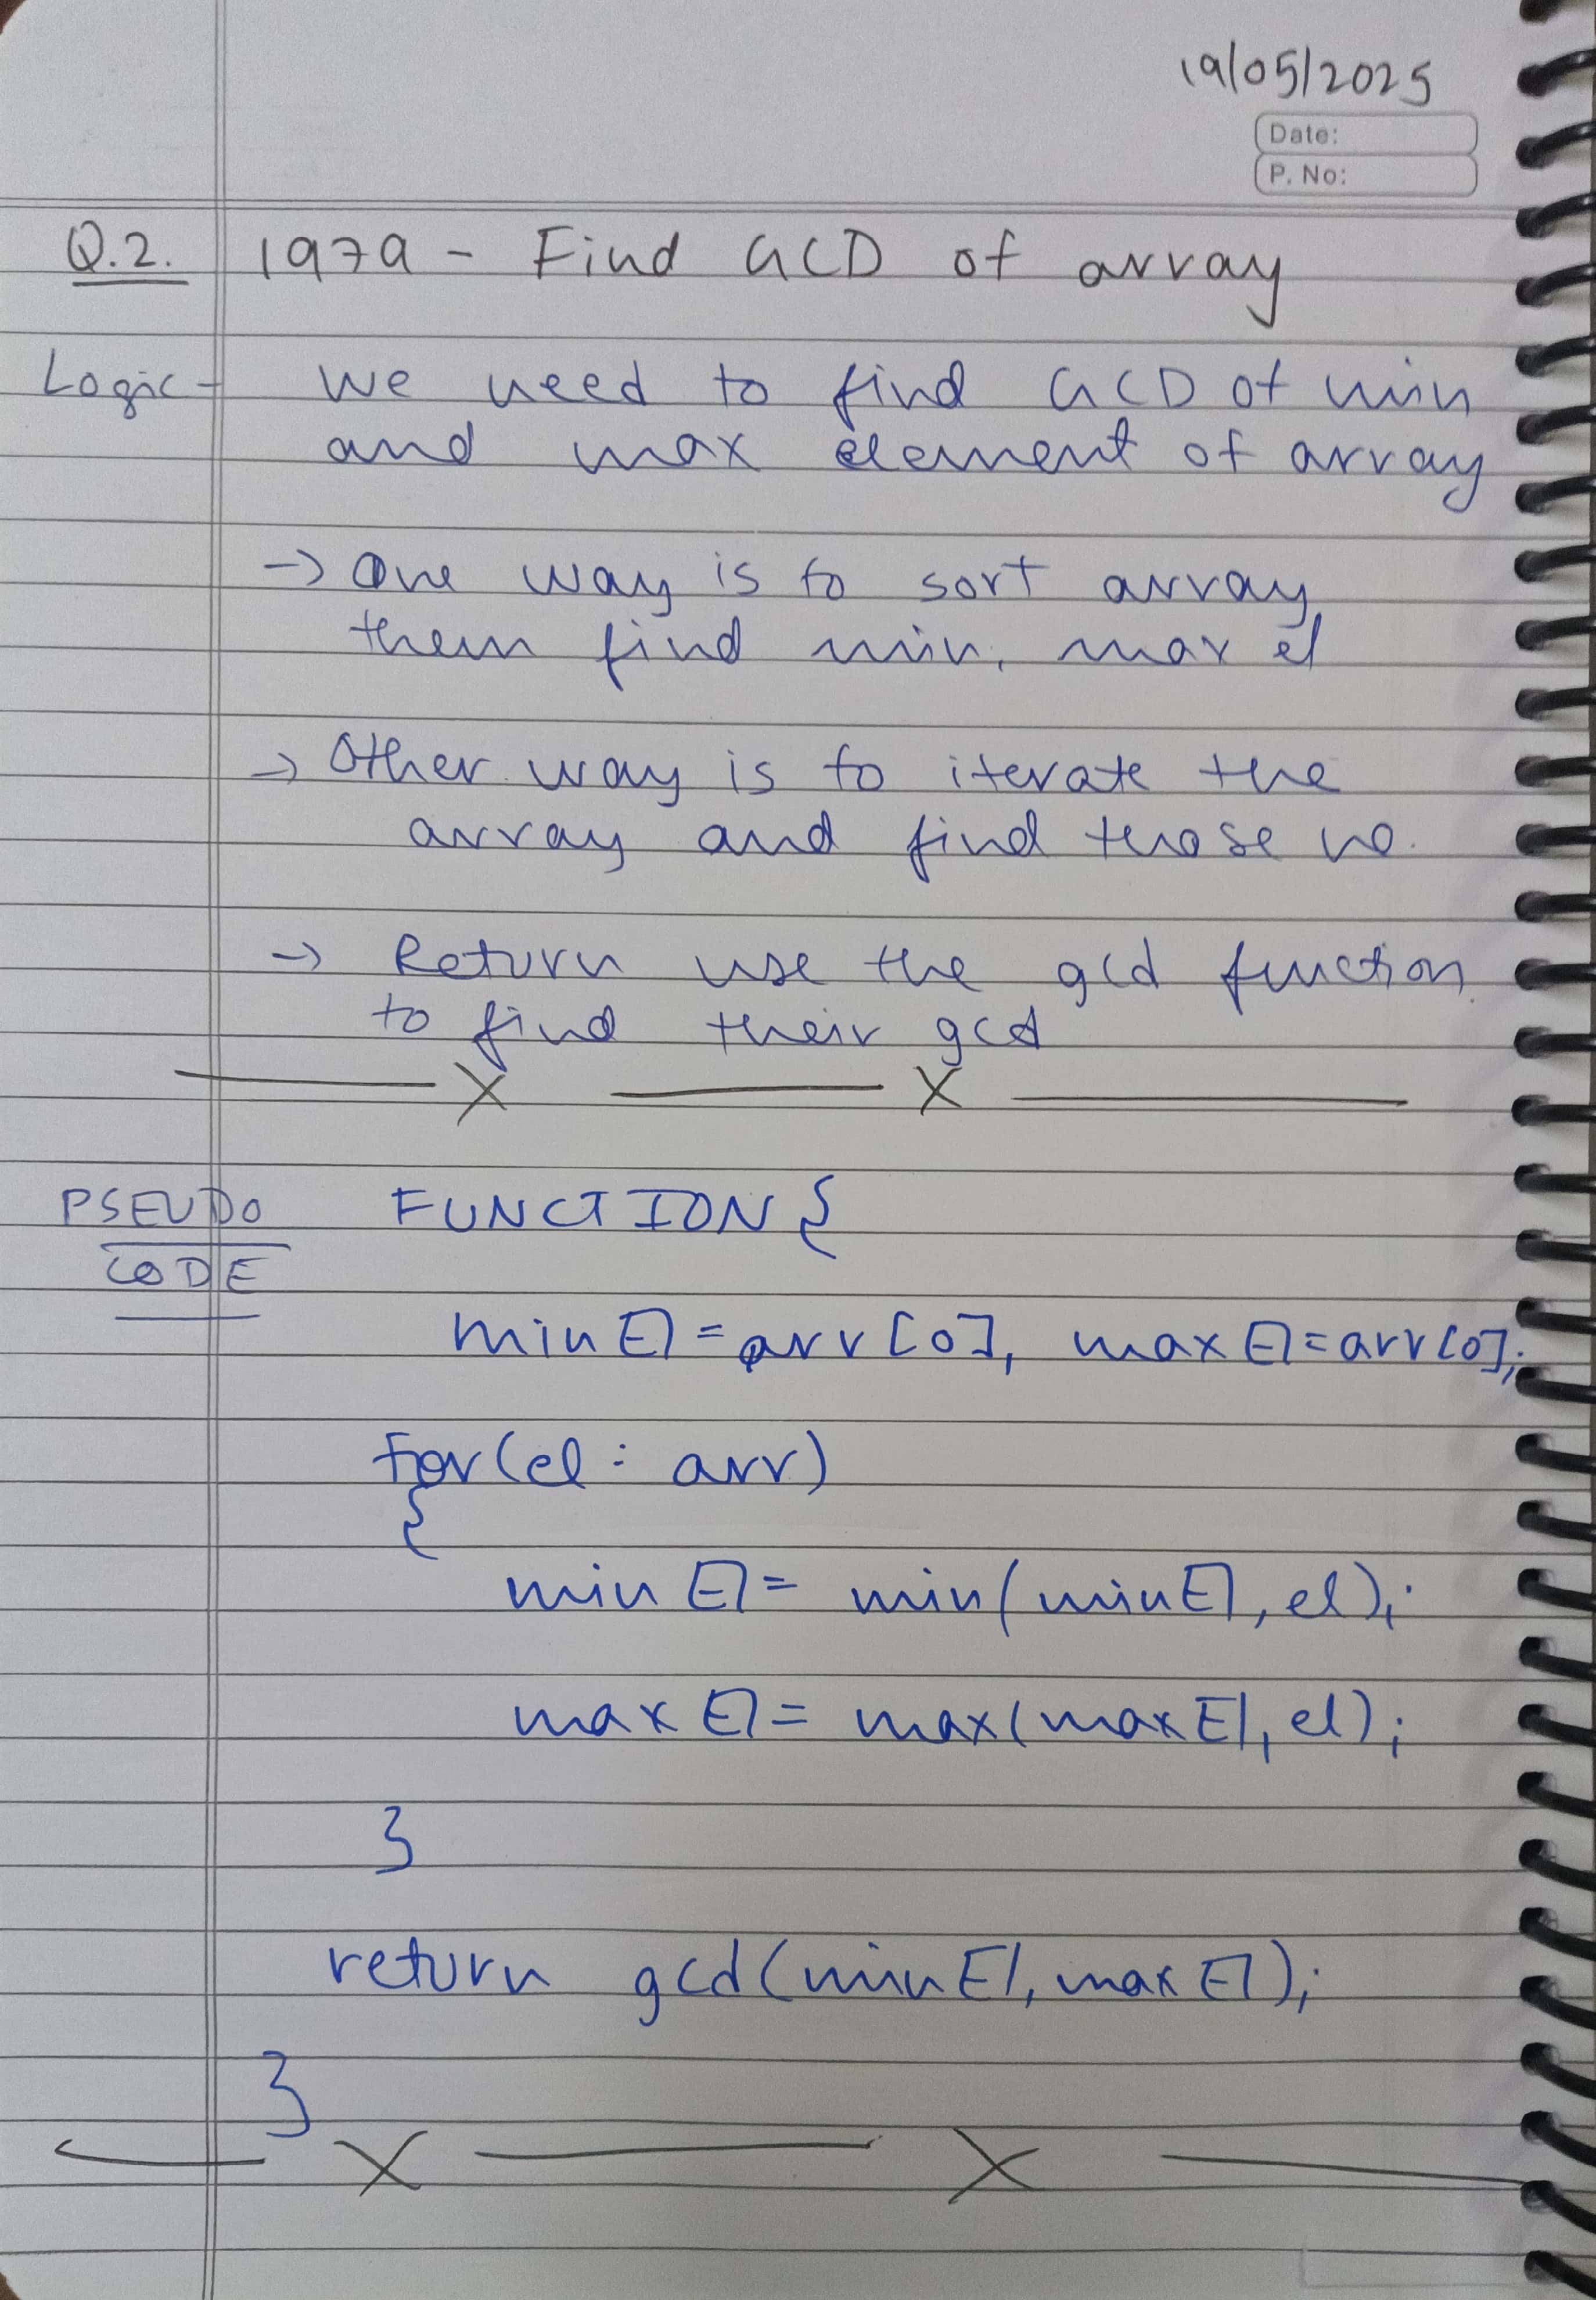 19/05/2025
Date:
P. No:
Q.2. 1979 - Find GCD of array
Logic - We need to find GCD of min
and max element of array
-> One way is to sort array
them find min, max el
-> Other way is to iterate the
array and find those no.
-> Return use the gcd function
to find their gcd
X X
PSEUDO FUNCTION {
CODE
minEl = arr[0], maxEl = arr[0];
for(el : arr)
{
minEl = min(minEl, el);
maxEl = max(maxEl, el);
}
return gcd(minEl, maxEl);
}
X X